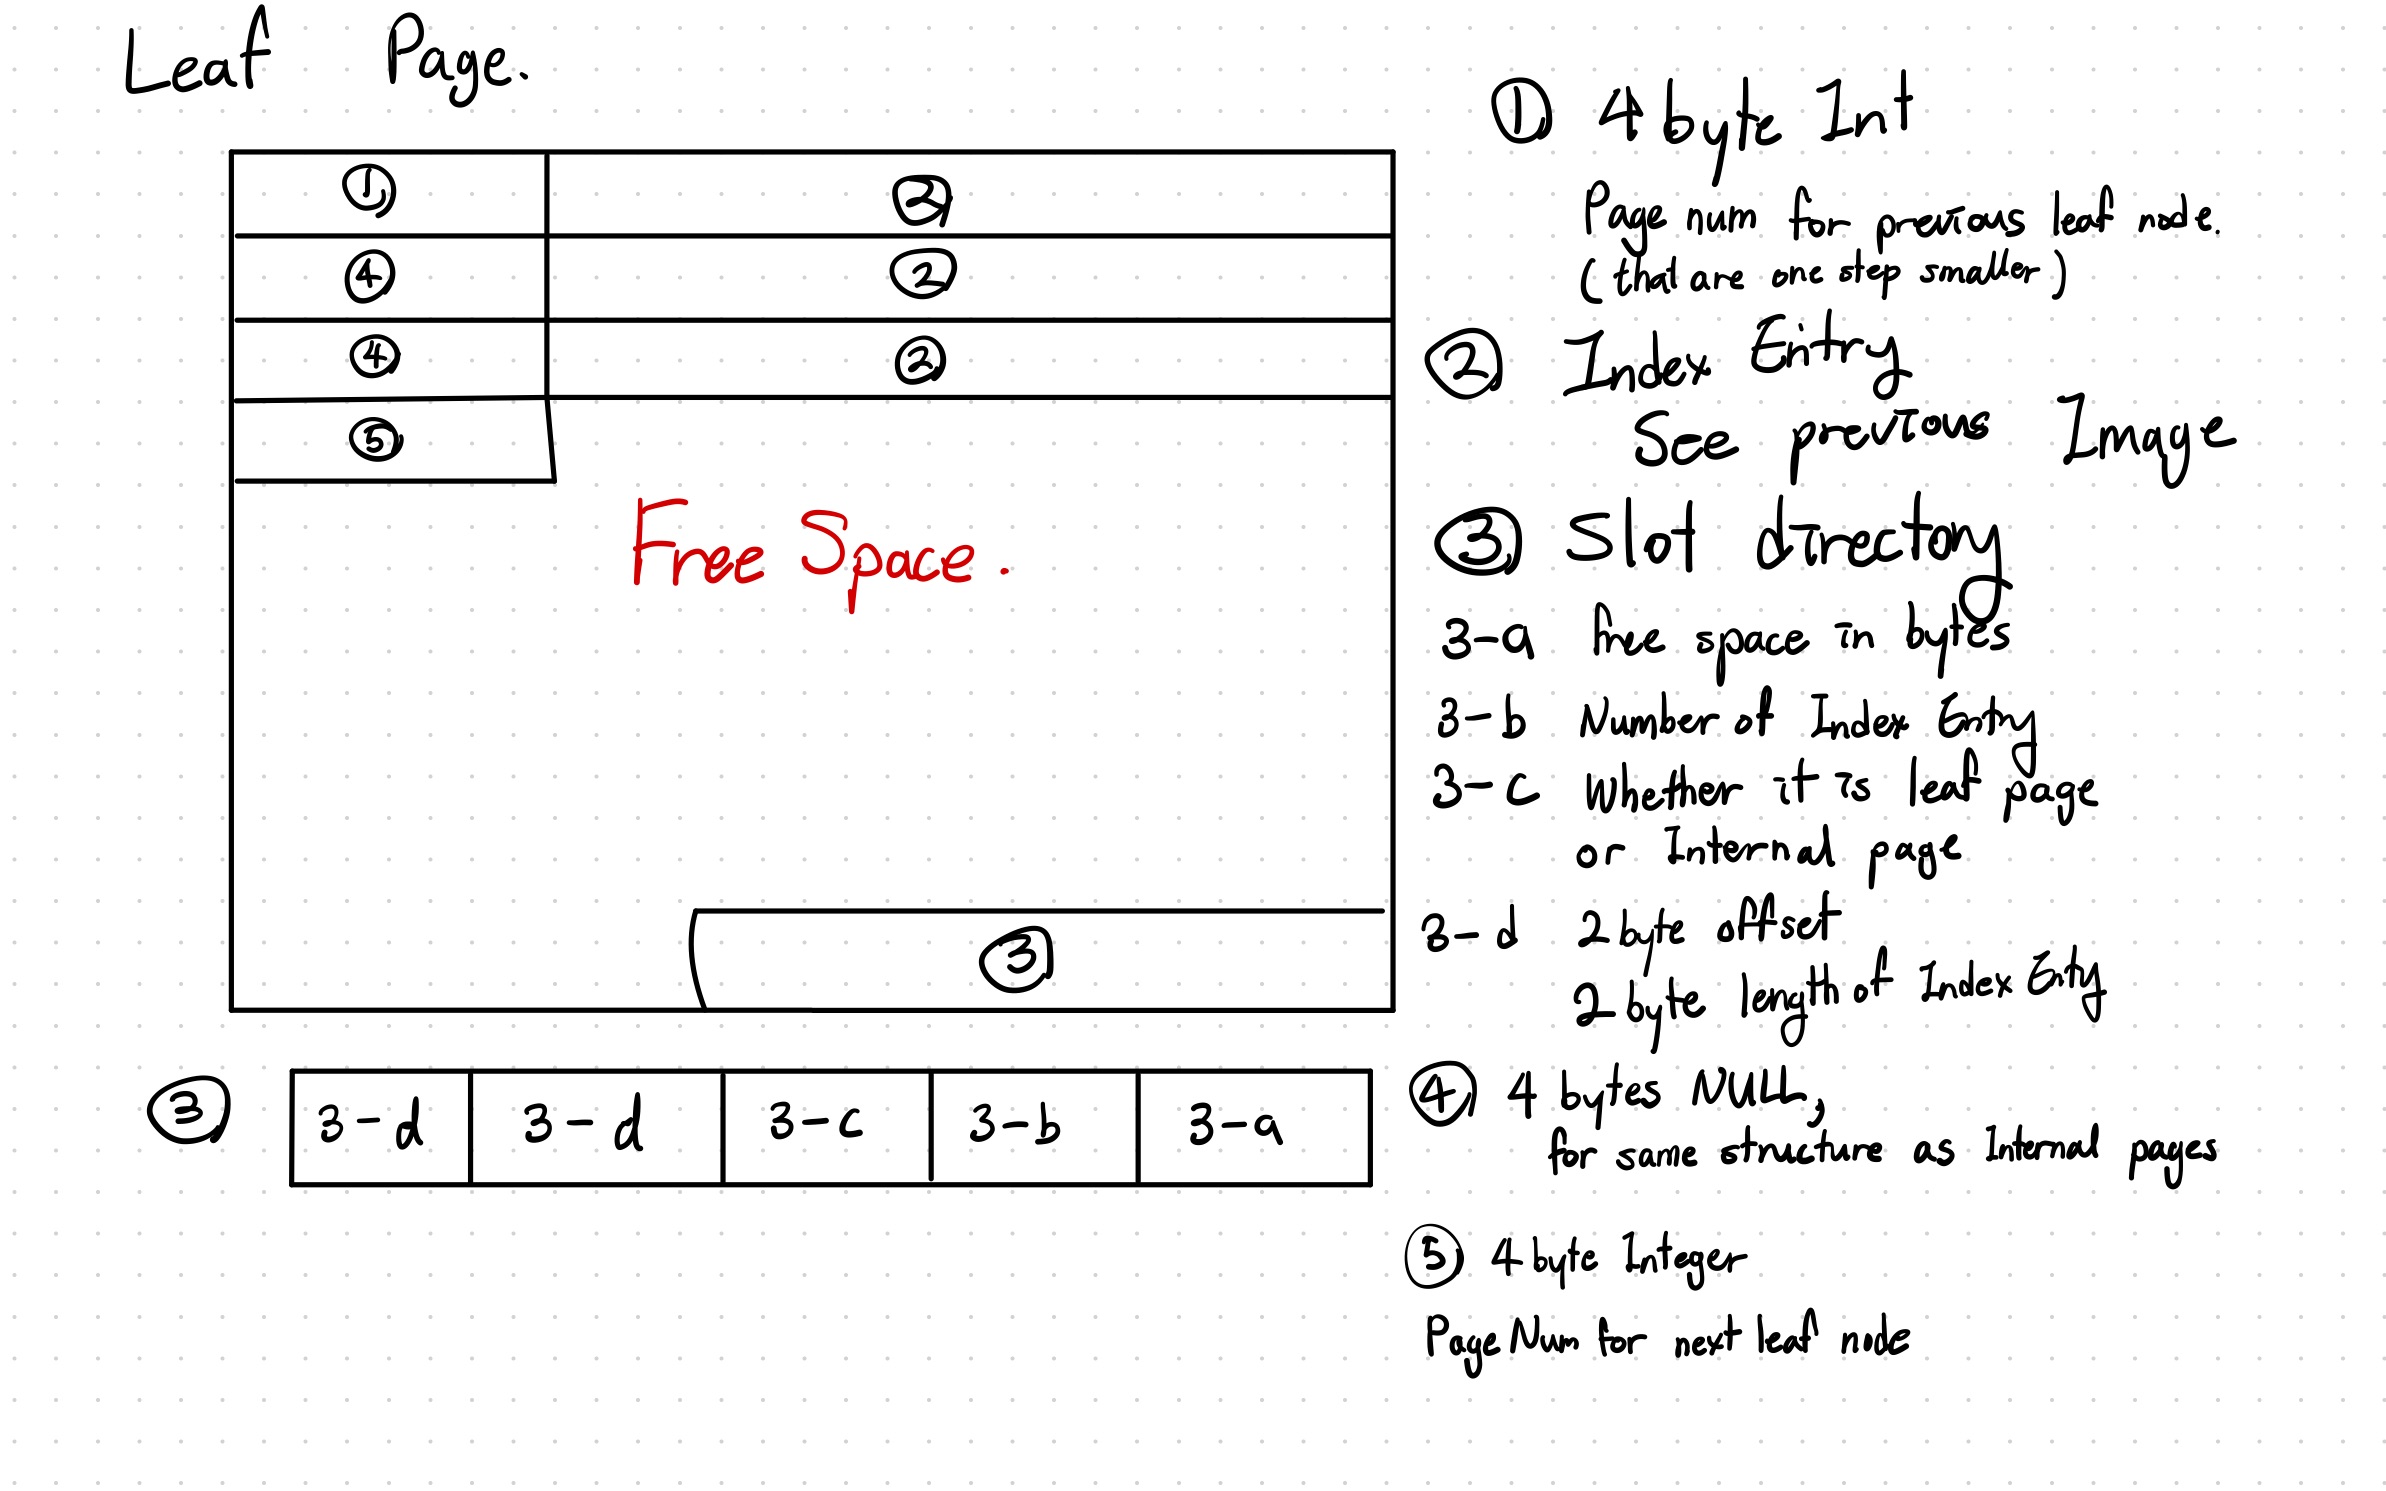 Leaf Page.
① ②
④ ②
④ ②
⑤
Free Space.
③
③ 3-d 3-d 3-c 3-b 3-a
① 4 byte Int
Page num for previous leaf node.
(that are one step smaller)
② Index Entry
See previous Image
③ Slot directory
3-a free space in bytes
3-b Number of Index Entry
3-c Whether it is leaf page
or Internal page
3-d 2 byte offset
2 byte length of Index Enty
④ 4 bytes NULL,
for same structure as Internal pages
⑤ 4 byte Integer
Page Num for next leaf node